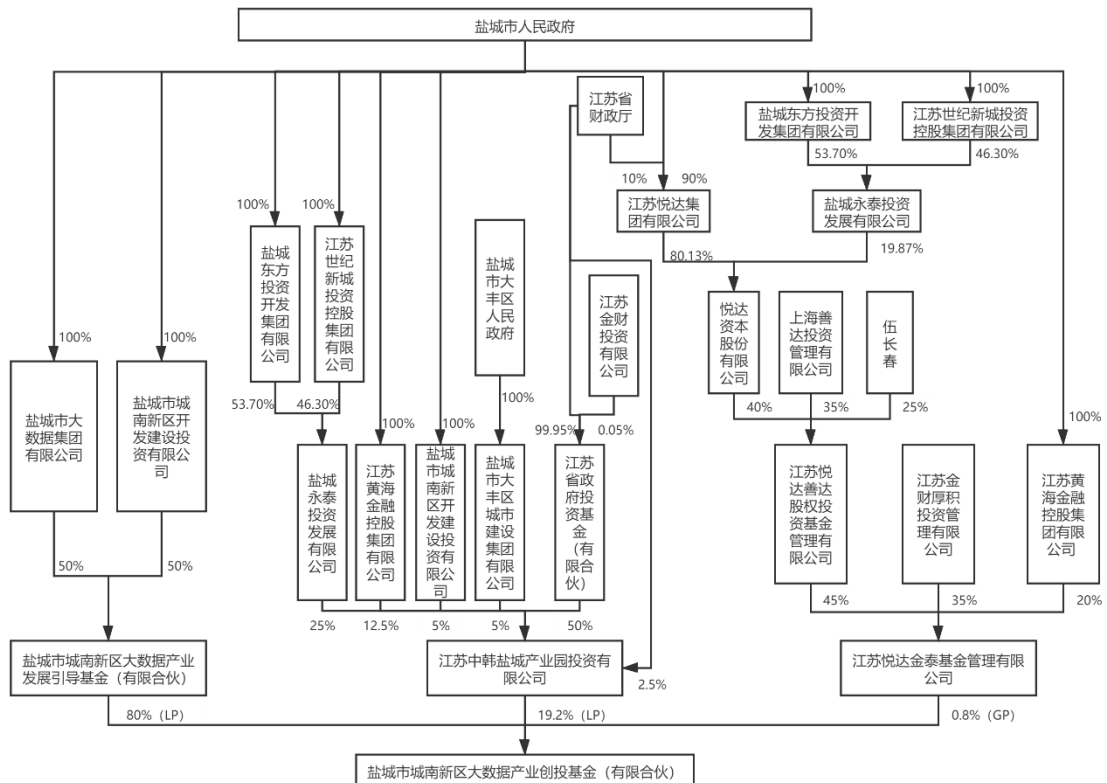 盐城市人民政府
江苏省
财政厅
100%
盐城东方投资开
发集团有限公司
100%
江苏世纪新城投资
控股集团有限公司
53.70%
46.30%
10%
90%
江苏悦达集
团有限公司
盐城永泰投资
发展有限公司
80.13%
19.87%
100%
100%
盐城
东方
投资
开发
集团
有限
公司
100%
江苏
世纪
新城
投资
控股
集团
有限
公司
盐城
市大
丰区
人民
政府
江苏
金财
投资
有限
公司
悦达
资本
股份
有限
公司
上海善
达投资
管理有
限公司
伍
长
春
100%
盐城市大
数据集团
有限公司
盐城市城
南新区开
发建设投
资有限公
司
53.70%
46.30%
100%
100%
100%
99.95%
0.05%
40%
35%
25%
100%
盐城
永泰
投资
发展
有限
公司
江苏
黄海
金融
控股
集团
有限
公司
盐城
市城
南新
区开
发建
设投
资有
限公
司
盐城
市大
丰区
城市
建设
集团
有限
公司
江苏
省政
府投
资基
金
（有
限合
伙）
江苏悦
达善达
股权投
资基金
管理有
限公司
江苏金
财厚积
投资管
理有限
公司
江苏黄
海金融
控股集
团有限
公司
50%
50%
25%
12.5%
5%
5%
50%
45%
35%
20%
盐城市城南新区大数据产业
发展引导基金（有限合伙）
江苏中韩盐城产业园投资有
限公司
2.5%
江苏悦达金泰基金管理有限
公司
80%（LP）
19.2%（LP）
0.8%（GP）
盐城市城南新区大数据产业创投基金（有限合伙）